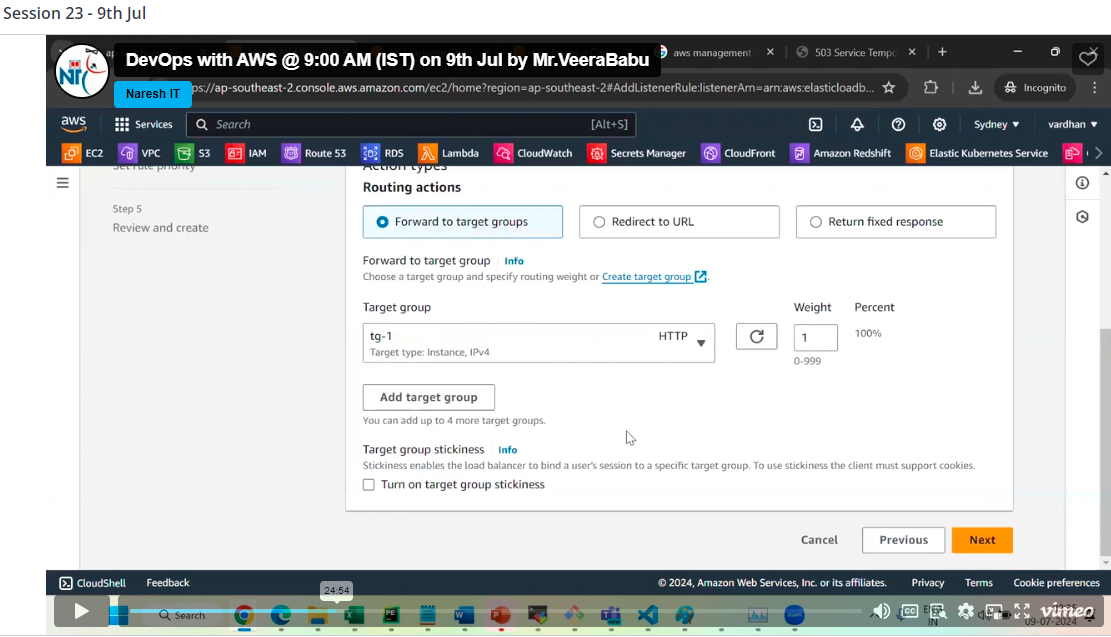 Session 23 - 9th Jul
DevOps with AWS @ 9:00 AM (IST) on 9th Jul by Mr.VeeraBabu
aws management
503 Service Tempo
Naresh IT
ps://ap-southeast-2.console.aws.amazon.com/ec2/home?region=ap-southeast-2#AddListenerRule:listenerArn=arn:aws:elasticloadb...
Incognito
aws
Services
Search
[Alt+S]
Sydney
vardhan
EC2
VPC
S3
IAM
Route 53
RDS
Lambda
CloudWatch
Secrets Manager
CloudFront
Amazon Redshift
Elastic Kubernetes Service
Set rule priority
Action types
Routing actions
Step 5
Review and create
Forward to target groups
Redirect to URL
Return fixed response
Forward to target group Info
Choose a target group and specify routing weight or Create target group .
Target group
Weight
Percent
tg-1
HTTP
Target type: Instance, IPv4
1
100%
0-999
Add target group
You can add up to 4 more target groups.
Target group stickiness Info
Stickiness enables the load balancer to bind a user's session to a specific target group. To use stickiness the client must support cookies.
Turn on target group stickiness
Cancel
Previous
Next
CloudShell
Feedback
© 2024, Amazon Web Services, Inc. or its affiliates.
Privacy
Terms
Cookie preferences
24:54
Search
CC
vimeo
IN
09-07-2024